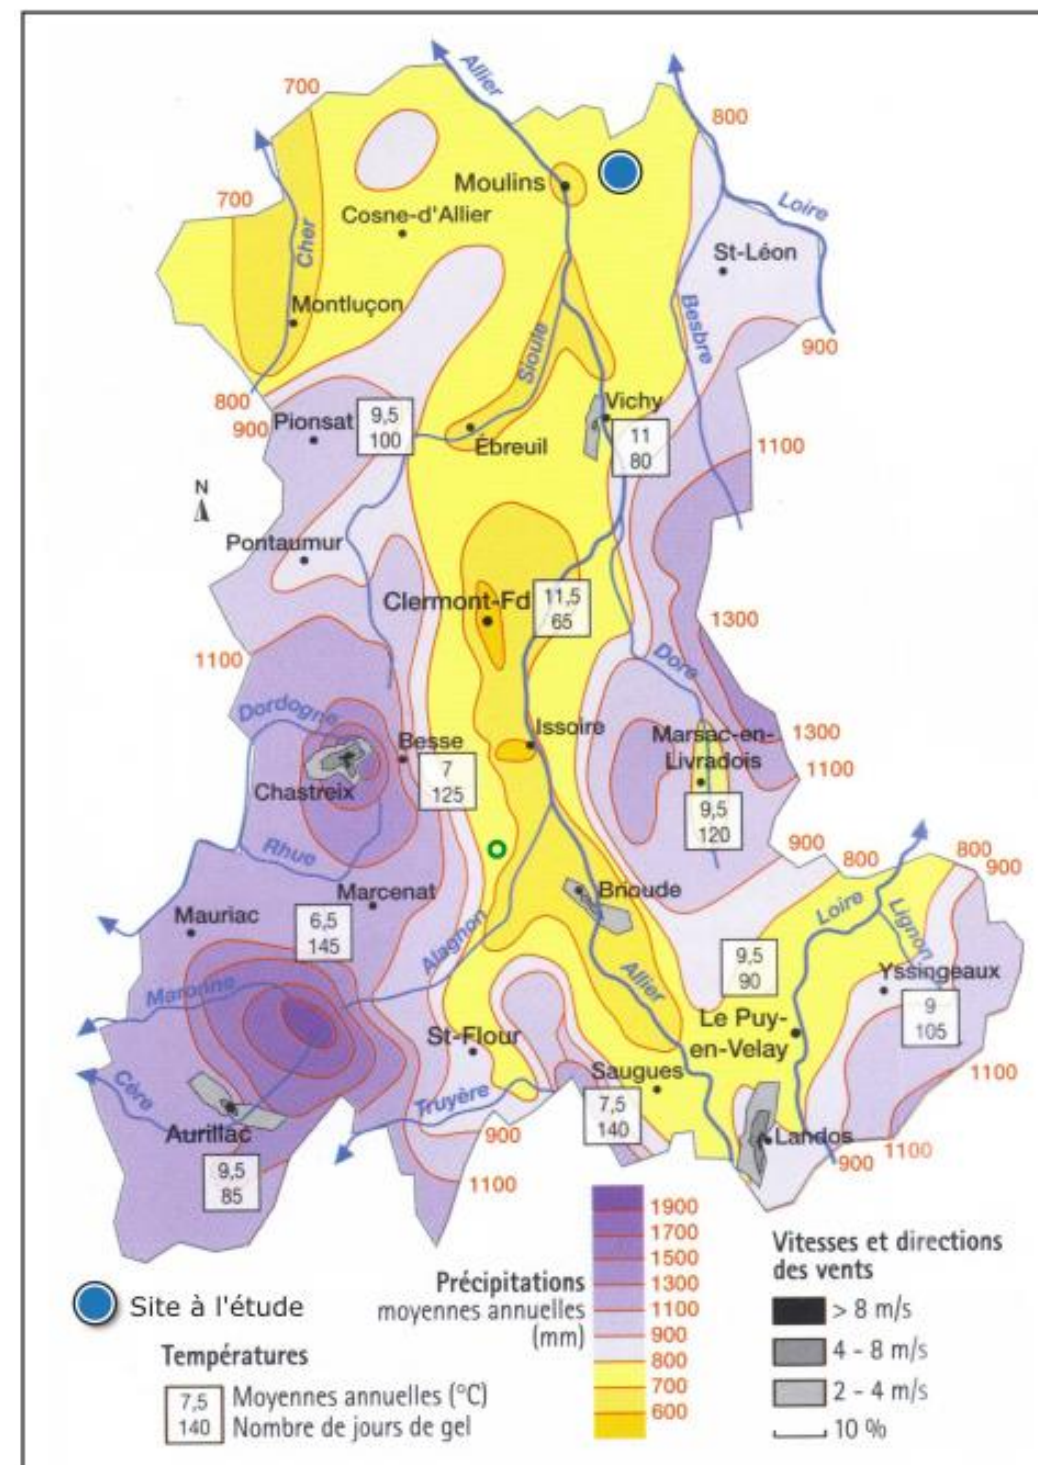 Allier
700
800
Moulins
Loire
700
Cosne-d'Allier
Cher
St-Léon
Montluçon
Besbre
Sioule
900
800
Vichy
900
Pionsat
9,5
100
11
80
Ébreuil
1100
N
Pontaumur
Clermont-Fd
11,5
65
1300
1100
Dore
Dordogne
Issoire
Besse
7
125
Marsac-en-
Livradois
1300
1100
Chastreix
9,5
120
Rhue
900
800
800
900
Marcenat
Brioude
Mauriac
6,5
145
Alagnon
Loire
Lignon
9,5
90
Allier
Yssingeaux
Maronne
9
105
St-Flour
Le Puy-
en-Velay
Saugues
1100
Cère
Truyère
7,5
140
Aurillac
900
Landos
900
1100
9,5
85
1100
Site à l'étude
Températures
7,5
140
Moyennes annuelles (°C)
Nombre de jours de gel
Précipitations
moyennes annuelles
(mm)
1900
1700
1500
1300
1100
900
800
700
600
Vitesses et directions
des vents
> 8 m/s
4 - 8 m/s
2 - 4 m/s
10 %